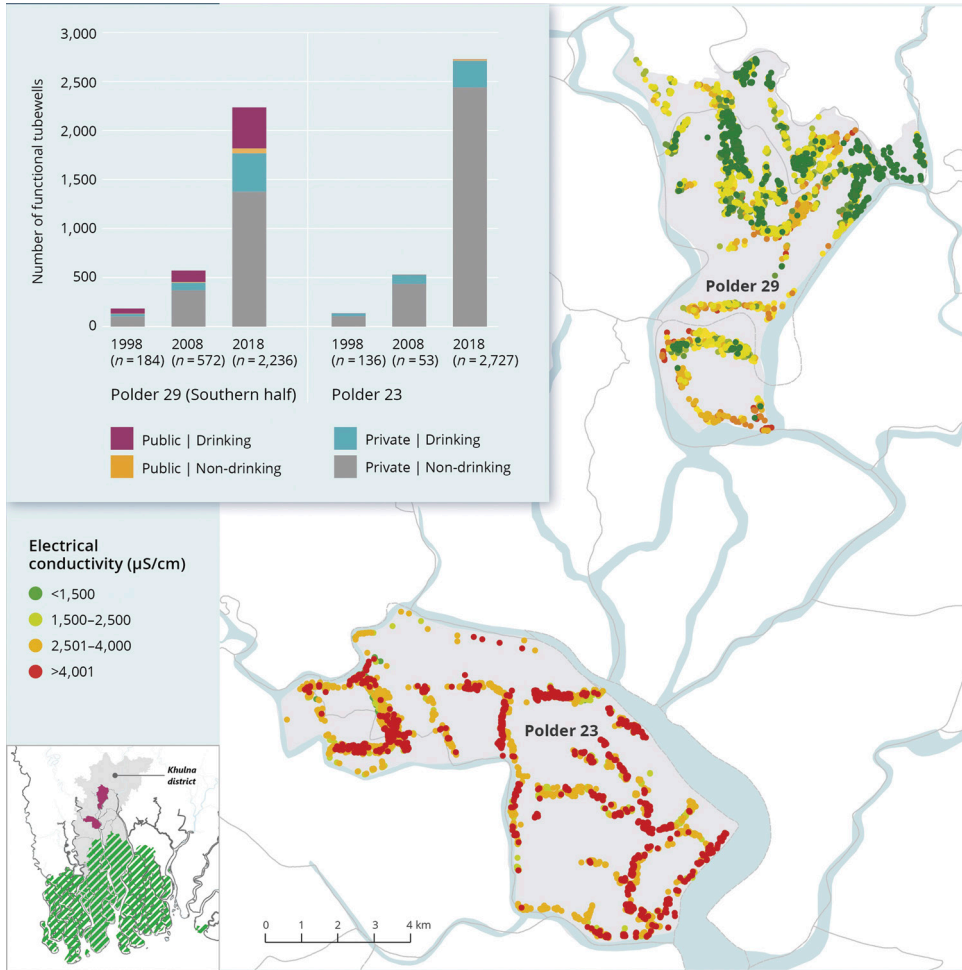 3,000
2,500
2,000
1,500
1,000
500
0
Number of functional tubewells
1998 2008 2018 1998 2008 2018
(n = 184) (n = 572) (n = 2,236) (n = 136) (n = 53) (n = 2,727)
Polder 29 (Southern half) Polder 23
Public | Drinking Private | Drinking
Public | Non-drinking Private | Non-drinking
Polder 29
Electrical
conductivity (µS/cm)
<1,500
1,500–2,500
2,501–4,000
>4,001
Polder 23
Khulna
district
0 1 2 3 4 km